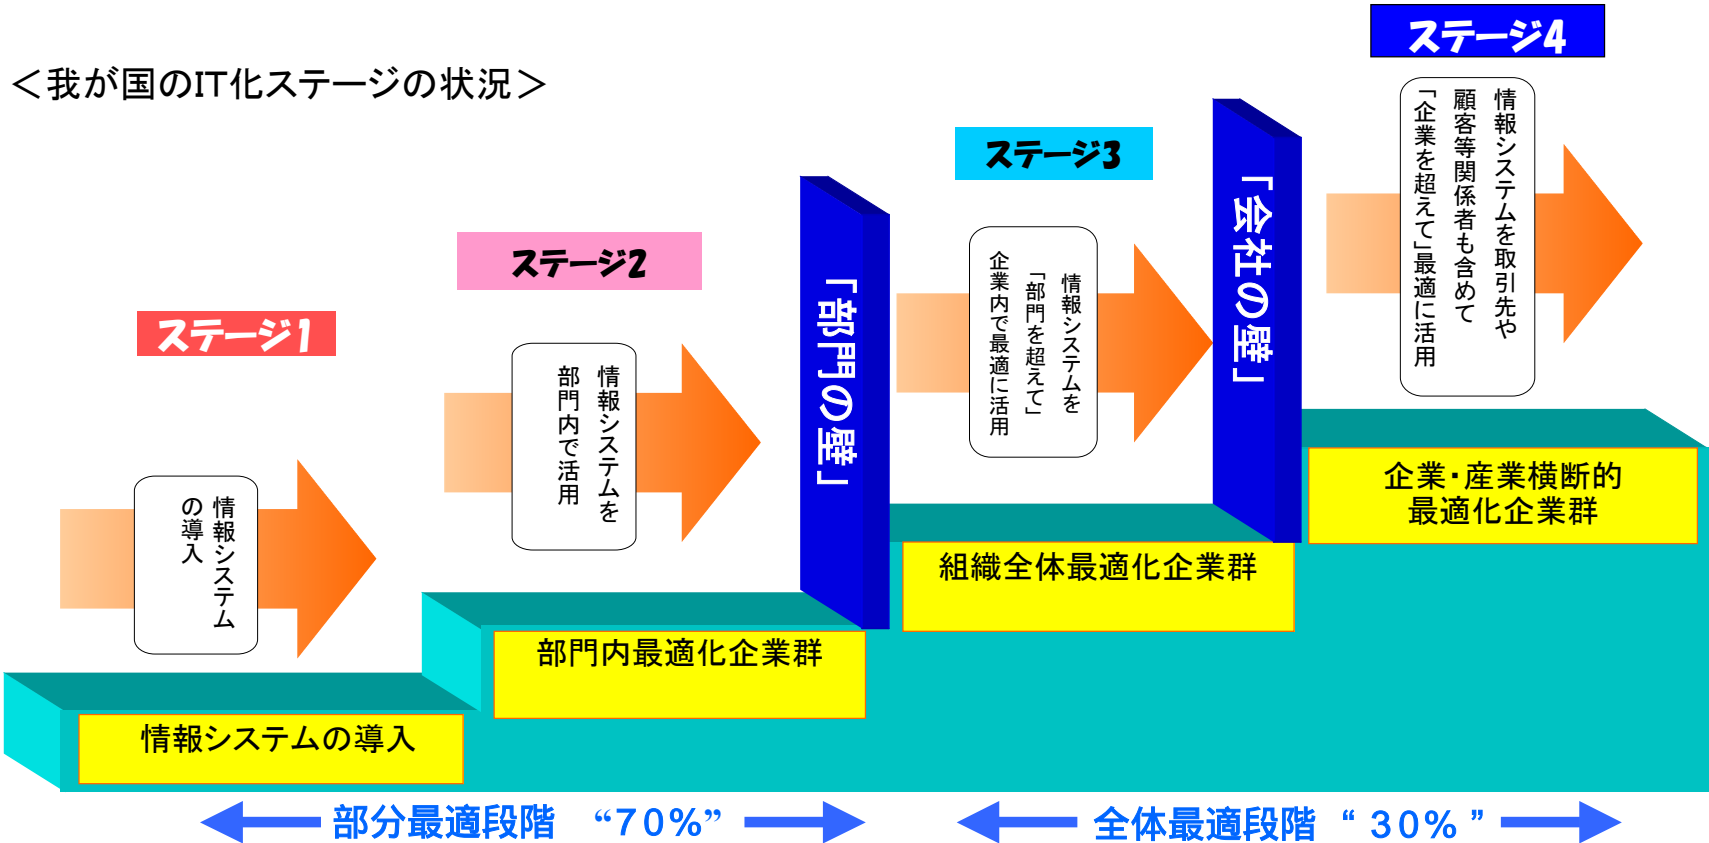 ＜我が国のIT化ステージの状況＞
ステージ1
情報システム
の導入
情報システムの導入
ステージ2
情報システムを
部門内で活用
部門内最適化企業群
「部門の壁」
ステージ3
情報システムを
「部門を超えて」
企業内で最適に活用
組織全体最適化企業群
「会社の壁」
ステージ4
情報システムを取引先や
顧客等関係者も含めて
「企業を超えて」最適に活用
企業・産業横断的
最適化企業群
部分最適段階　“７０％”
全体最適段階　“ ３０％ ”